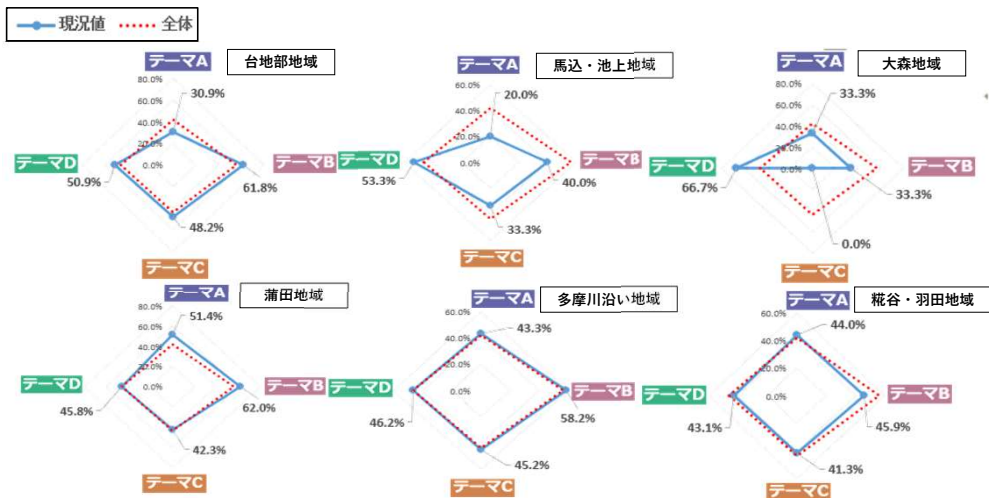 現況値 全体
台地部地域
テーマA
80.0%
60.0%
40.0%
20.0%
0.0%
30.9%
テーマD
テーマB
50.9%
61.8%
48.2%
テーマC
馬込・池上地域
テーマA
60.0%
40.0%
20.0%
0.0%
20.0%
テーマD
テーマB
53.3%
40.0%
33.3%
テーマC
大森地域
テーマA
80.0%
60.0%
40.0%
20.0%
0.0%
33.3%
テーマD
テーマB
66.7%
33.3%
0.0%
テーマC
蒲田地域
テーマA
80.0%
60.0%
40.0%
20.0%
0.0%
51.4%
テーマD
テーマB
45.8%
62.0%
42.3%
テーマC
多摩川沿い地域
テーマA
60.0%
40.0%
20.0%
0.0%
43.3%
テーマD
テーマB
46.2%
58.2%
45.2%
テーマC
糀谷・羽田地域
テーマA
60.0%
40.0%
20.0%
0.0%
44.0%
テーマD
テーマB
43.1%
45.9%
41.3%
テーマC